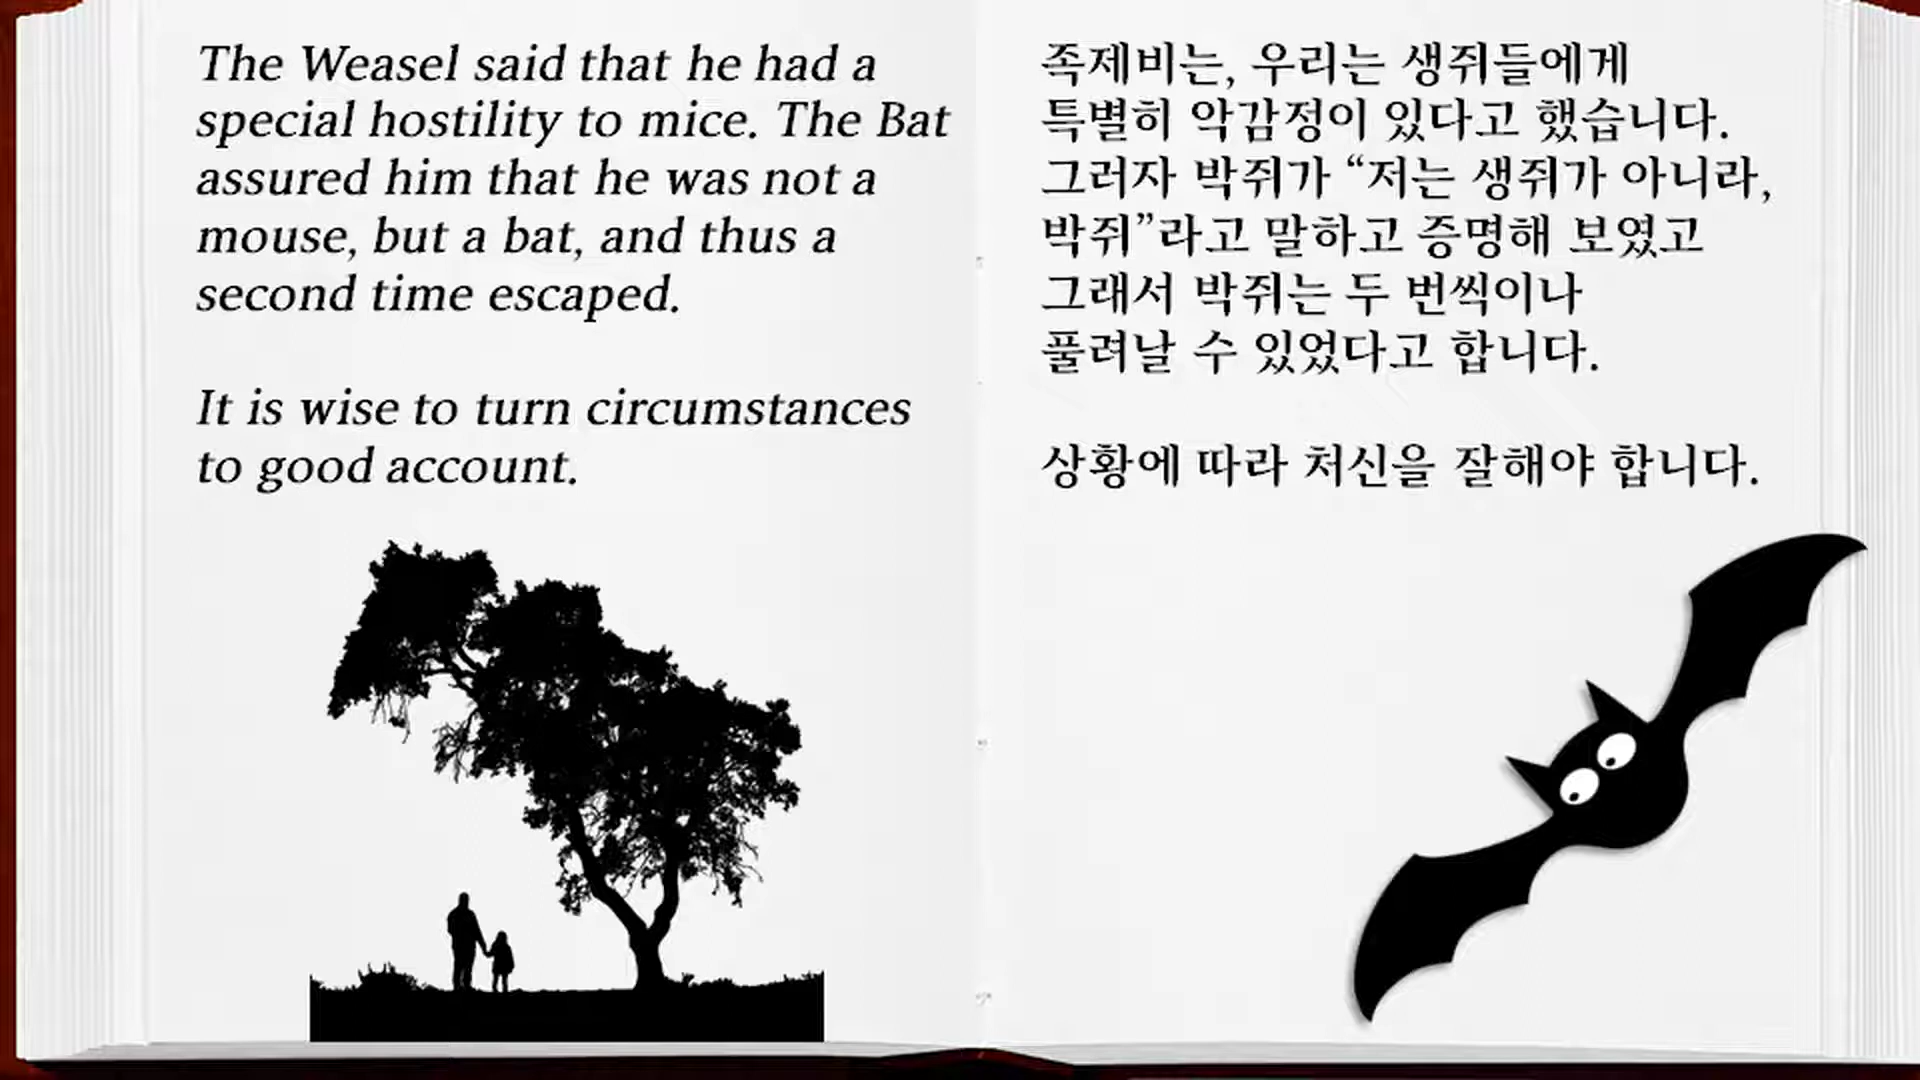 The Weasel said that he had a
special hostility to mice. The Bat
assured him that he was not a
mouse, but a bat, and thus a
second time escaped.
It is wise to turn circumstances
to good account.
족제비는, 우리는 생쥐들에게
특별히 악감정이 있다고 했습니다.
그러자 박쥐가 “저는 생쥐가 아니라,
박쥐”라고 말하고 증명해 보였고
그래서 박쥐는 두 번씩이나
풀려날 수 있었다고 합니다.
상황에 따라 처신을 잘해야 합니다.